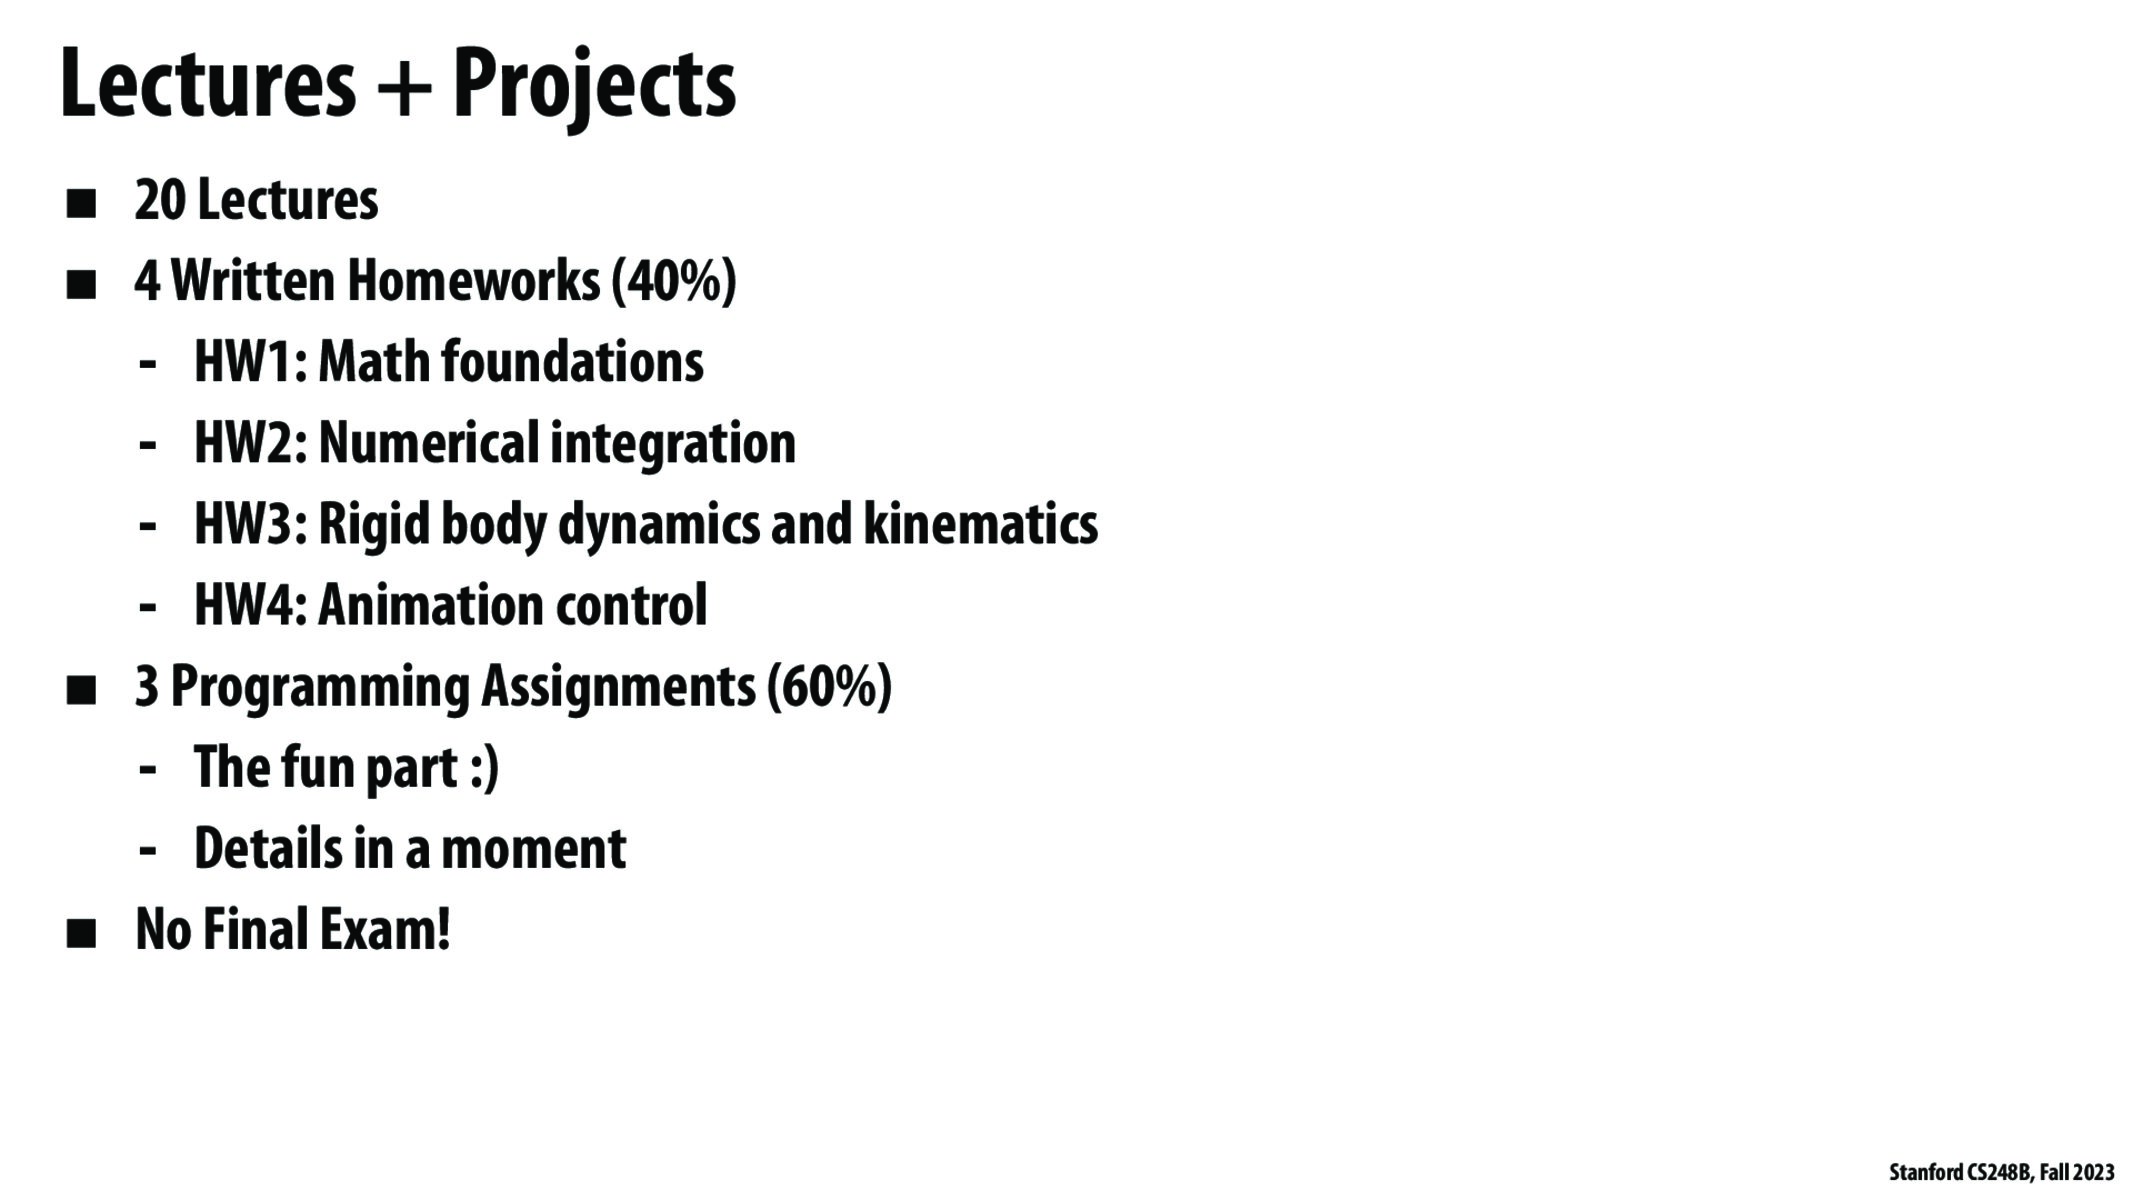 Lectures + Projects
■ 20 Lectures
■ 4 Written Homeworks (40%)
- HW1: Math foundations
- HW2: Numerical integration
- HW3: Rigid body dynamics and kinematics
- HW4: Animation control
■ 3 Programming Assignments (60%)
- The fun part :)
- Details in a moment
■ No Final Exam!
Stanford CS248B, Fall 2023